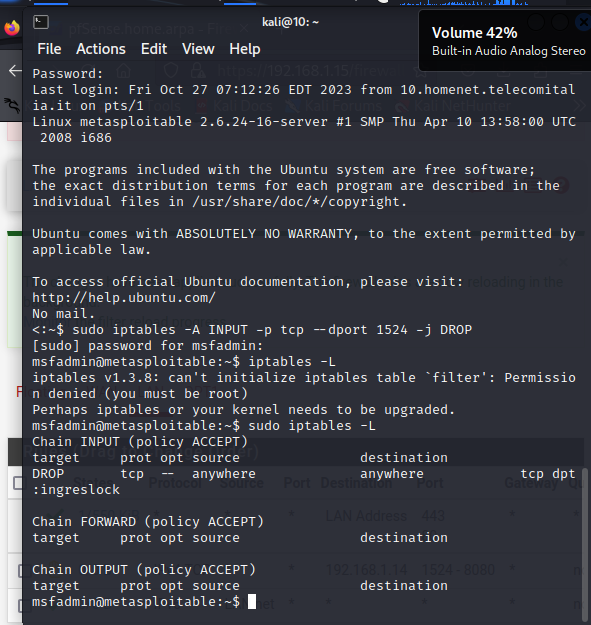 kali@10: ~
File Actions Edit View Help
Volume 42%
Built-in Audio Analog Stereo
Password:
Last login: Fri Oct 27 07:12:26 EDT 2023 from 10.homenet.telecomital
ia.it on pts/1
Linux metasploitable 2.6.24-16-server #1 SMP Thu Apr 10 13:58:00 UTC
2008 i686
The programs included with the Ubuntu system are free software;
the exact distribution terms for each program are described in the
individual files in /usr/share/doc/*/copyright.
Ubuntu comes with ABSOLUTELY NO WARRANTY, to the extent permitted by
applicable law.
To access official Ubuntu documentation, please visit:
http://help.ubuntu.com/
No mail.
<:~$ sudo iptables -A INPUT -p tcp --dport 1524 -j DROP
[sudo] password for msfadmin:
msfadmin@metasploitable:~$ iptables -L
iptables v1.3.8: can't initialize iptables table `filter': Permissio
n denied (you must be root)
Perhaps iptables or your kernel needs to be upgraded.
msfadmin@metasploitable:~$ sudo iptables -L
Chain INPUT (policy ACCEPT)
target     prot opt source               destination
DROP       tcp  --  anywhere             anywhere            tcp dpt
:ingreslock
Chain FORWARD (policy ACCEPT)
target     prot opt source               destination
Chain OUTPUT (policy ACCEPT)
target     prot opt source               destination
msfadmin@metasploitable:~$